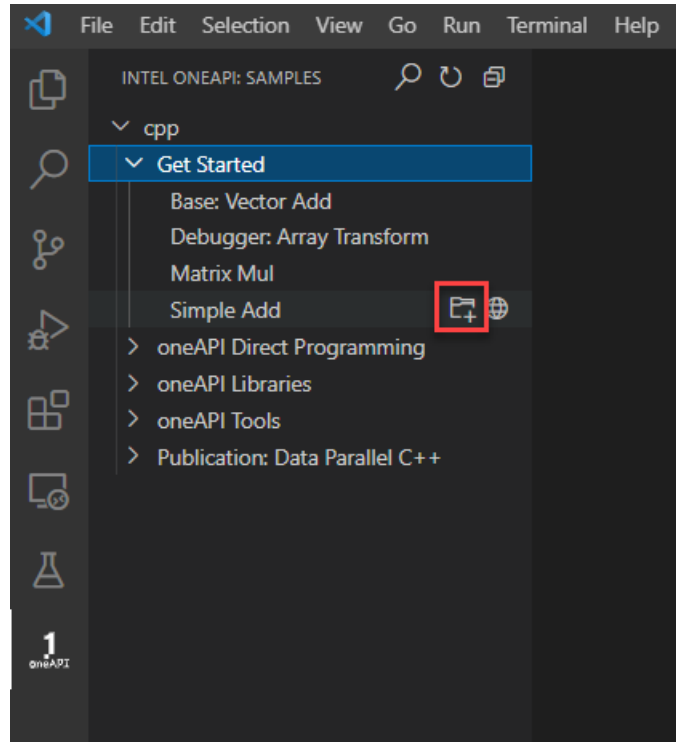 File Edit Selection View Go Run Terminal Help
INTEL ONEAPI: SAMPLES
cpp
Get Started
Base: Vector Add
Debugger: Array Transform
Matrix Mul
Simple Add
oneAPI Direct Programming
oneAPI Libraries
oneAPI Tools
Publication: Data Parallel C++
1
oneAPI